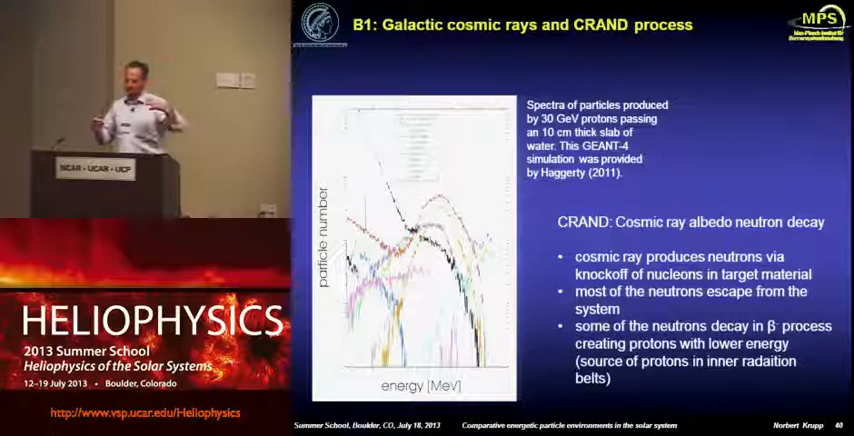 B1: Galactic cosmic rays and CRAND process
MPS
Spectra of particles produced
by 30 GeV protons passing
an 10 cm thick slab of
water. This GEANT-4
simulation was provided
by Haggerty (2011).
particle number
energy [MeV]
CRAND: Cosmic ray albedo neutron decay
• cosmic ray produces neutrons via
knockoff of nucleons in target material
• most of the neutrons escape from the
system
• some of the neutrons decay in β⁻ process
creating protons with lower energy
(source of protons in inner radaition
belts)
NCAR • UCAR • UCP
HELIOPHYSICS
2013 Summer School
Heliophysics of the Solar Systems
12–19 July 2013 • Boulder, Colorado
http://www.vsp.ucar.edu/Heliophysics
Summer School, Boulder, CO, July 18, 2013
Comparative energetic particle environments in the solar system
Norbert Krupp 40